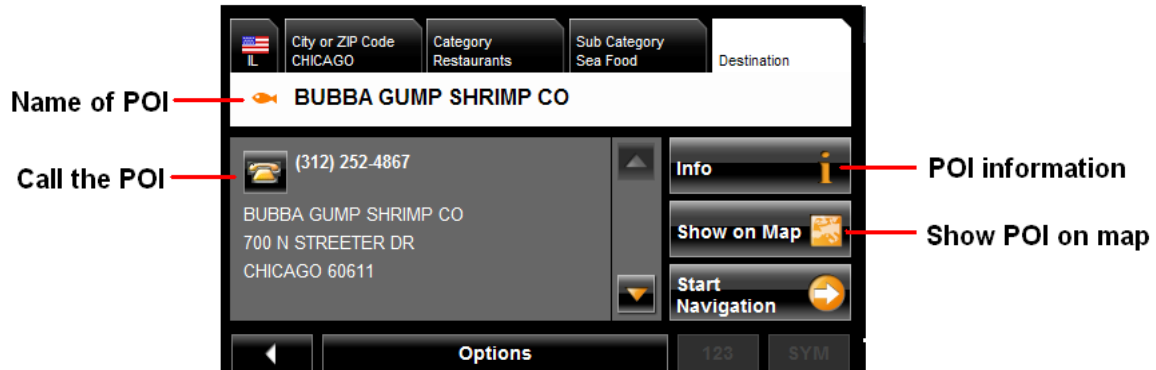 IL
City or ZIP Code
CHICAGO
Category
Restaurants
Sub Category
Sea Food
Destination
Name of POI
BUBBA GUMP SHRIMP CO
Call the POI
(312) 252-4867
BUBBA GUMP SHRIMP CO
700 N STREETER DR
CHICAGO 60611
Info
POI information
Show on Map
Show POI on map
Start
Navigation
Options
123
SYM